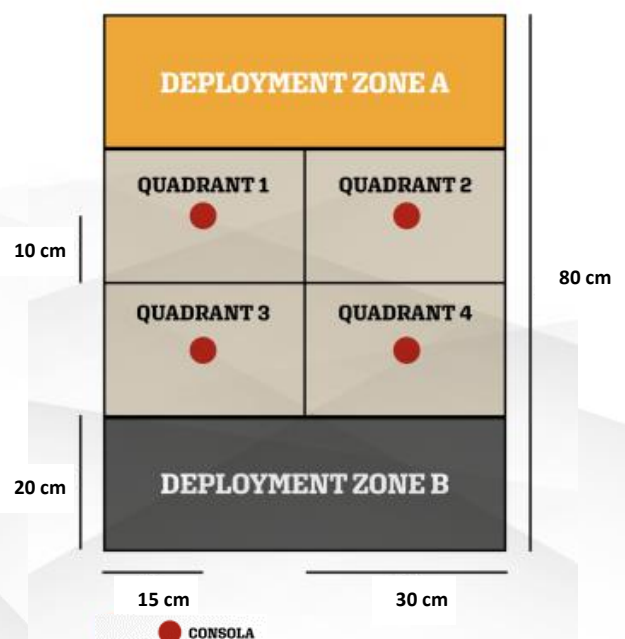 DEPLOYMENT ZONE A
QUADRANT 1
QUADRANT 2
10 cm
80 cm
QUADRANT 3
QUADRANT 4
20 cm
DEPLOYMENT ZONE B
15 cm
30 cm
CONSOLA